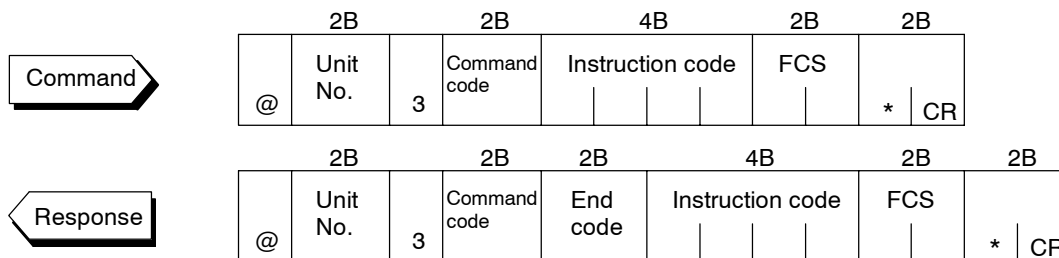 2B 2B 4B 2B 2B
Command
@ Unit No. 3 Command code Instruction code FCS * CR
2B 2B 2B 4B 2B 2B
Response
@ Unit No. 3 Command code End code Instruction code FCS * CR